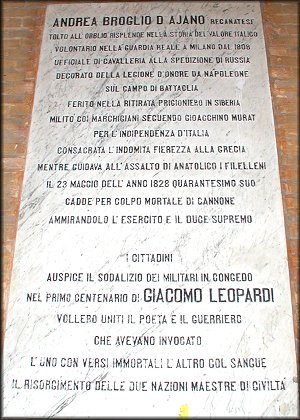 ANDREA BROGLIO D AJANO RECANATESE
TOLTO ALL'OBLIO RISPLENDE NELLA STORIA DEL VALORE ITALICO
VOLONTARIO NELLA GUARDIA REALE A MILANO DAL 1808
UFFICIALE DI CAVALLERIA ALLA SPEDIZIONE DI RUSSIA
DECORATO DELLA LEGIONE D'ONORE DA NAPOLEONE
SUL CAMPO DI BATTAGLIA
FERITO NELLA RITIRATA PRIGIONIERO IN SIBERIA
MILITO COI MARCHIGIANI SEGUENDO GIOACCHINO MURAT
PER L'INDIPENDENZA D'ITALIA
CONSACRATA L'INDOMITA FIEREZZA ALLA GRECIA
MENTRE GUIDAVA ALL'ASSALTO DI ANATOLICO I FILELLENI
IL 23 MAGGIO DELL'ANNO 1828 QUARANTESIMO SUO
CADDE PER COLPO MORTALE DI CANNONE
AMMIRANDOLO L'ESERCITO E IL DUCE SUPREMO
I CITTADINI
AUSPICE IL SODALIZIO DEI MILITARI IN CONGEDO
NEL PRIMO CENTENARIO DI GIACOMO LEOPARDI
VOLLERO UNITI IL POETA E IL GUERRIERO
CHE AVEVANO INVOCATO
L'UNO CON VERSI IMMORTALI L'ALTRO COL SANGUE
IL RISORGIMENTO DELLE DUE NAZIONI MAESTRE DI CIVILTÀ